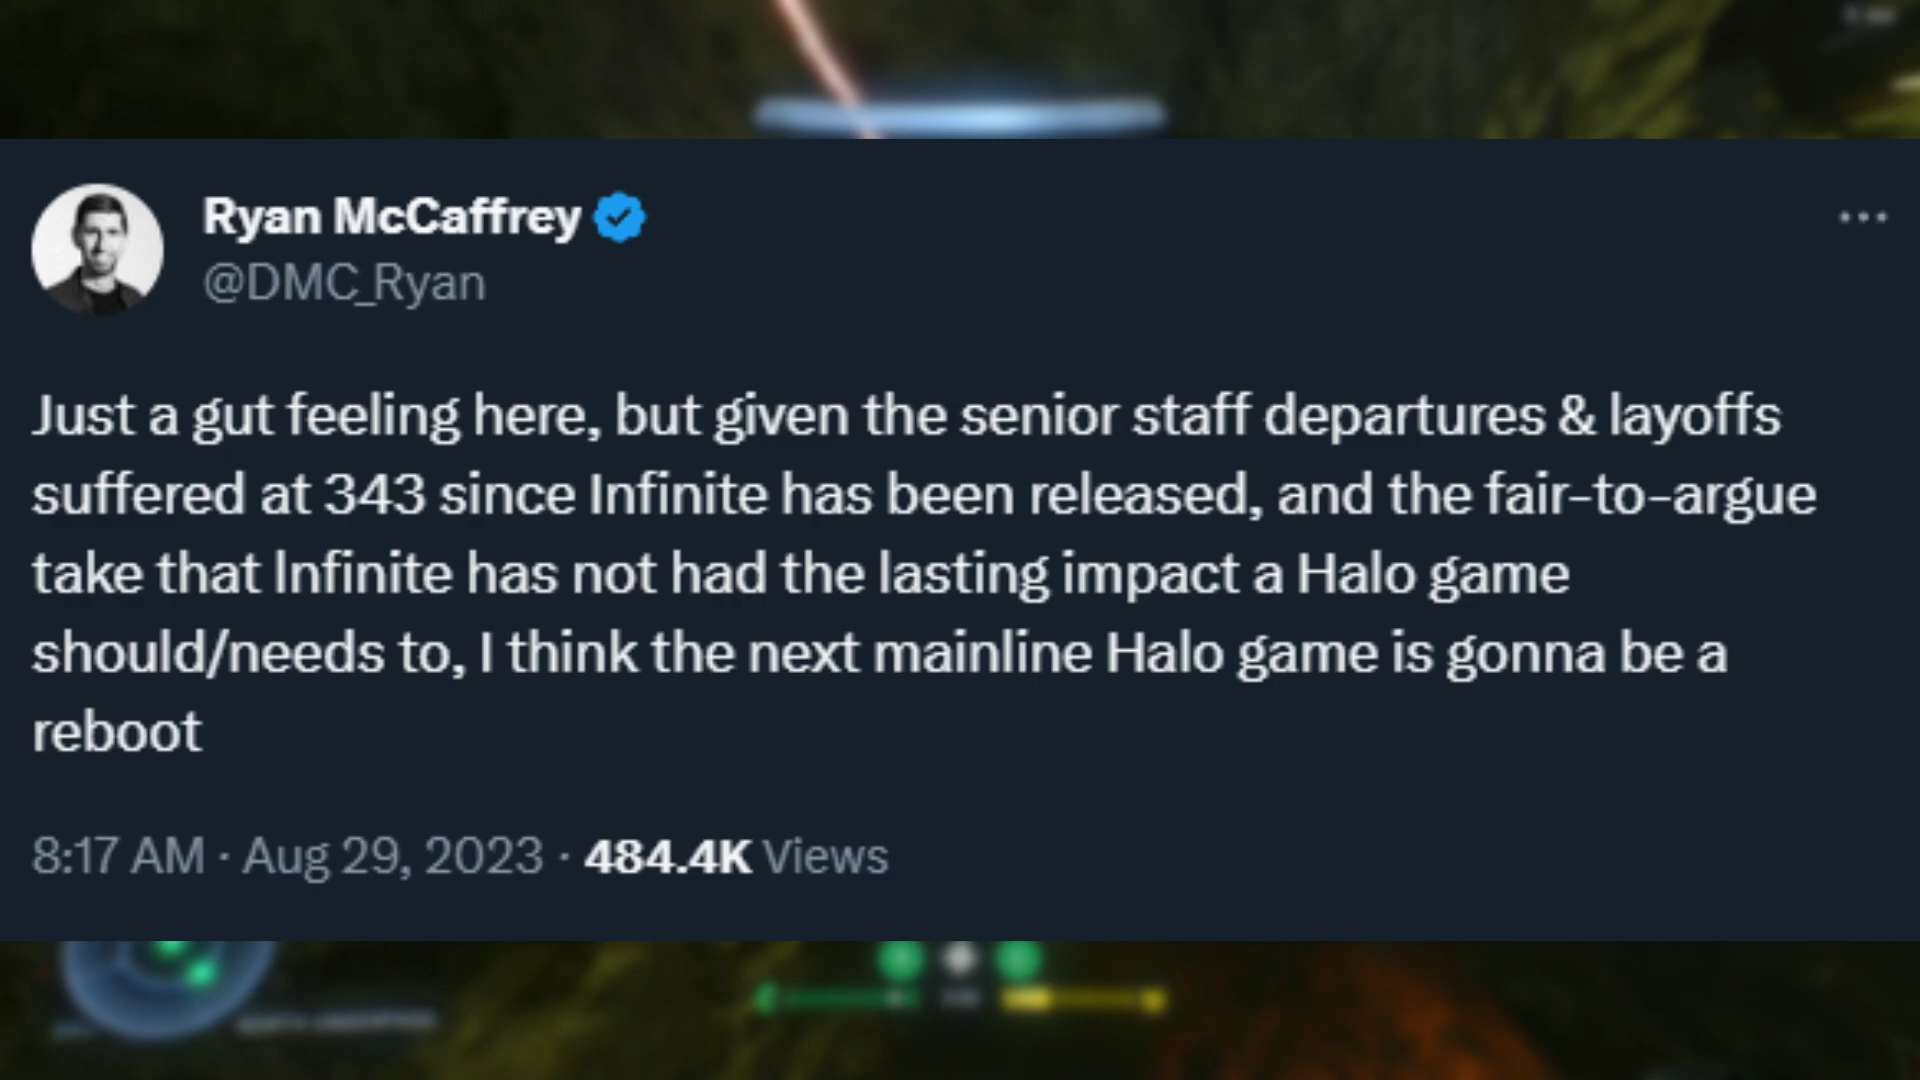 Ryan McCaffrey
@DMC_Ryan
Just a gut feeling here, but given the senior staff departures & layoffs
suffered at 343 since Infinite has been released, and the fair-to-argue
take that Infinite has not had the lasting impact a Halo game
should/needs to, I think the next mainline Halo game is gonna be a
reboot
8:17 AM · Aug 29, 2023 · 484.4K Views